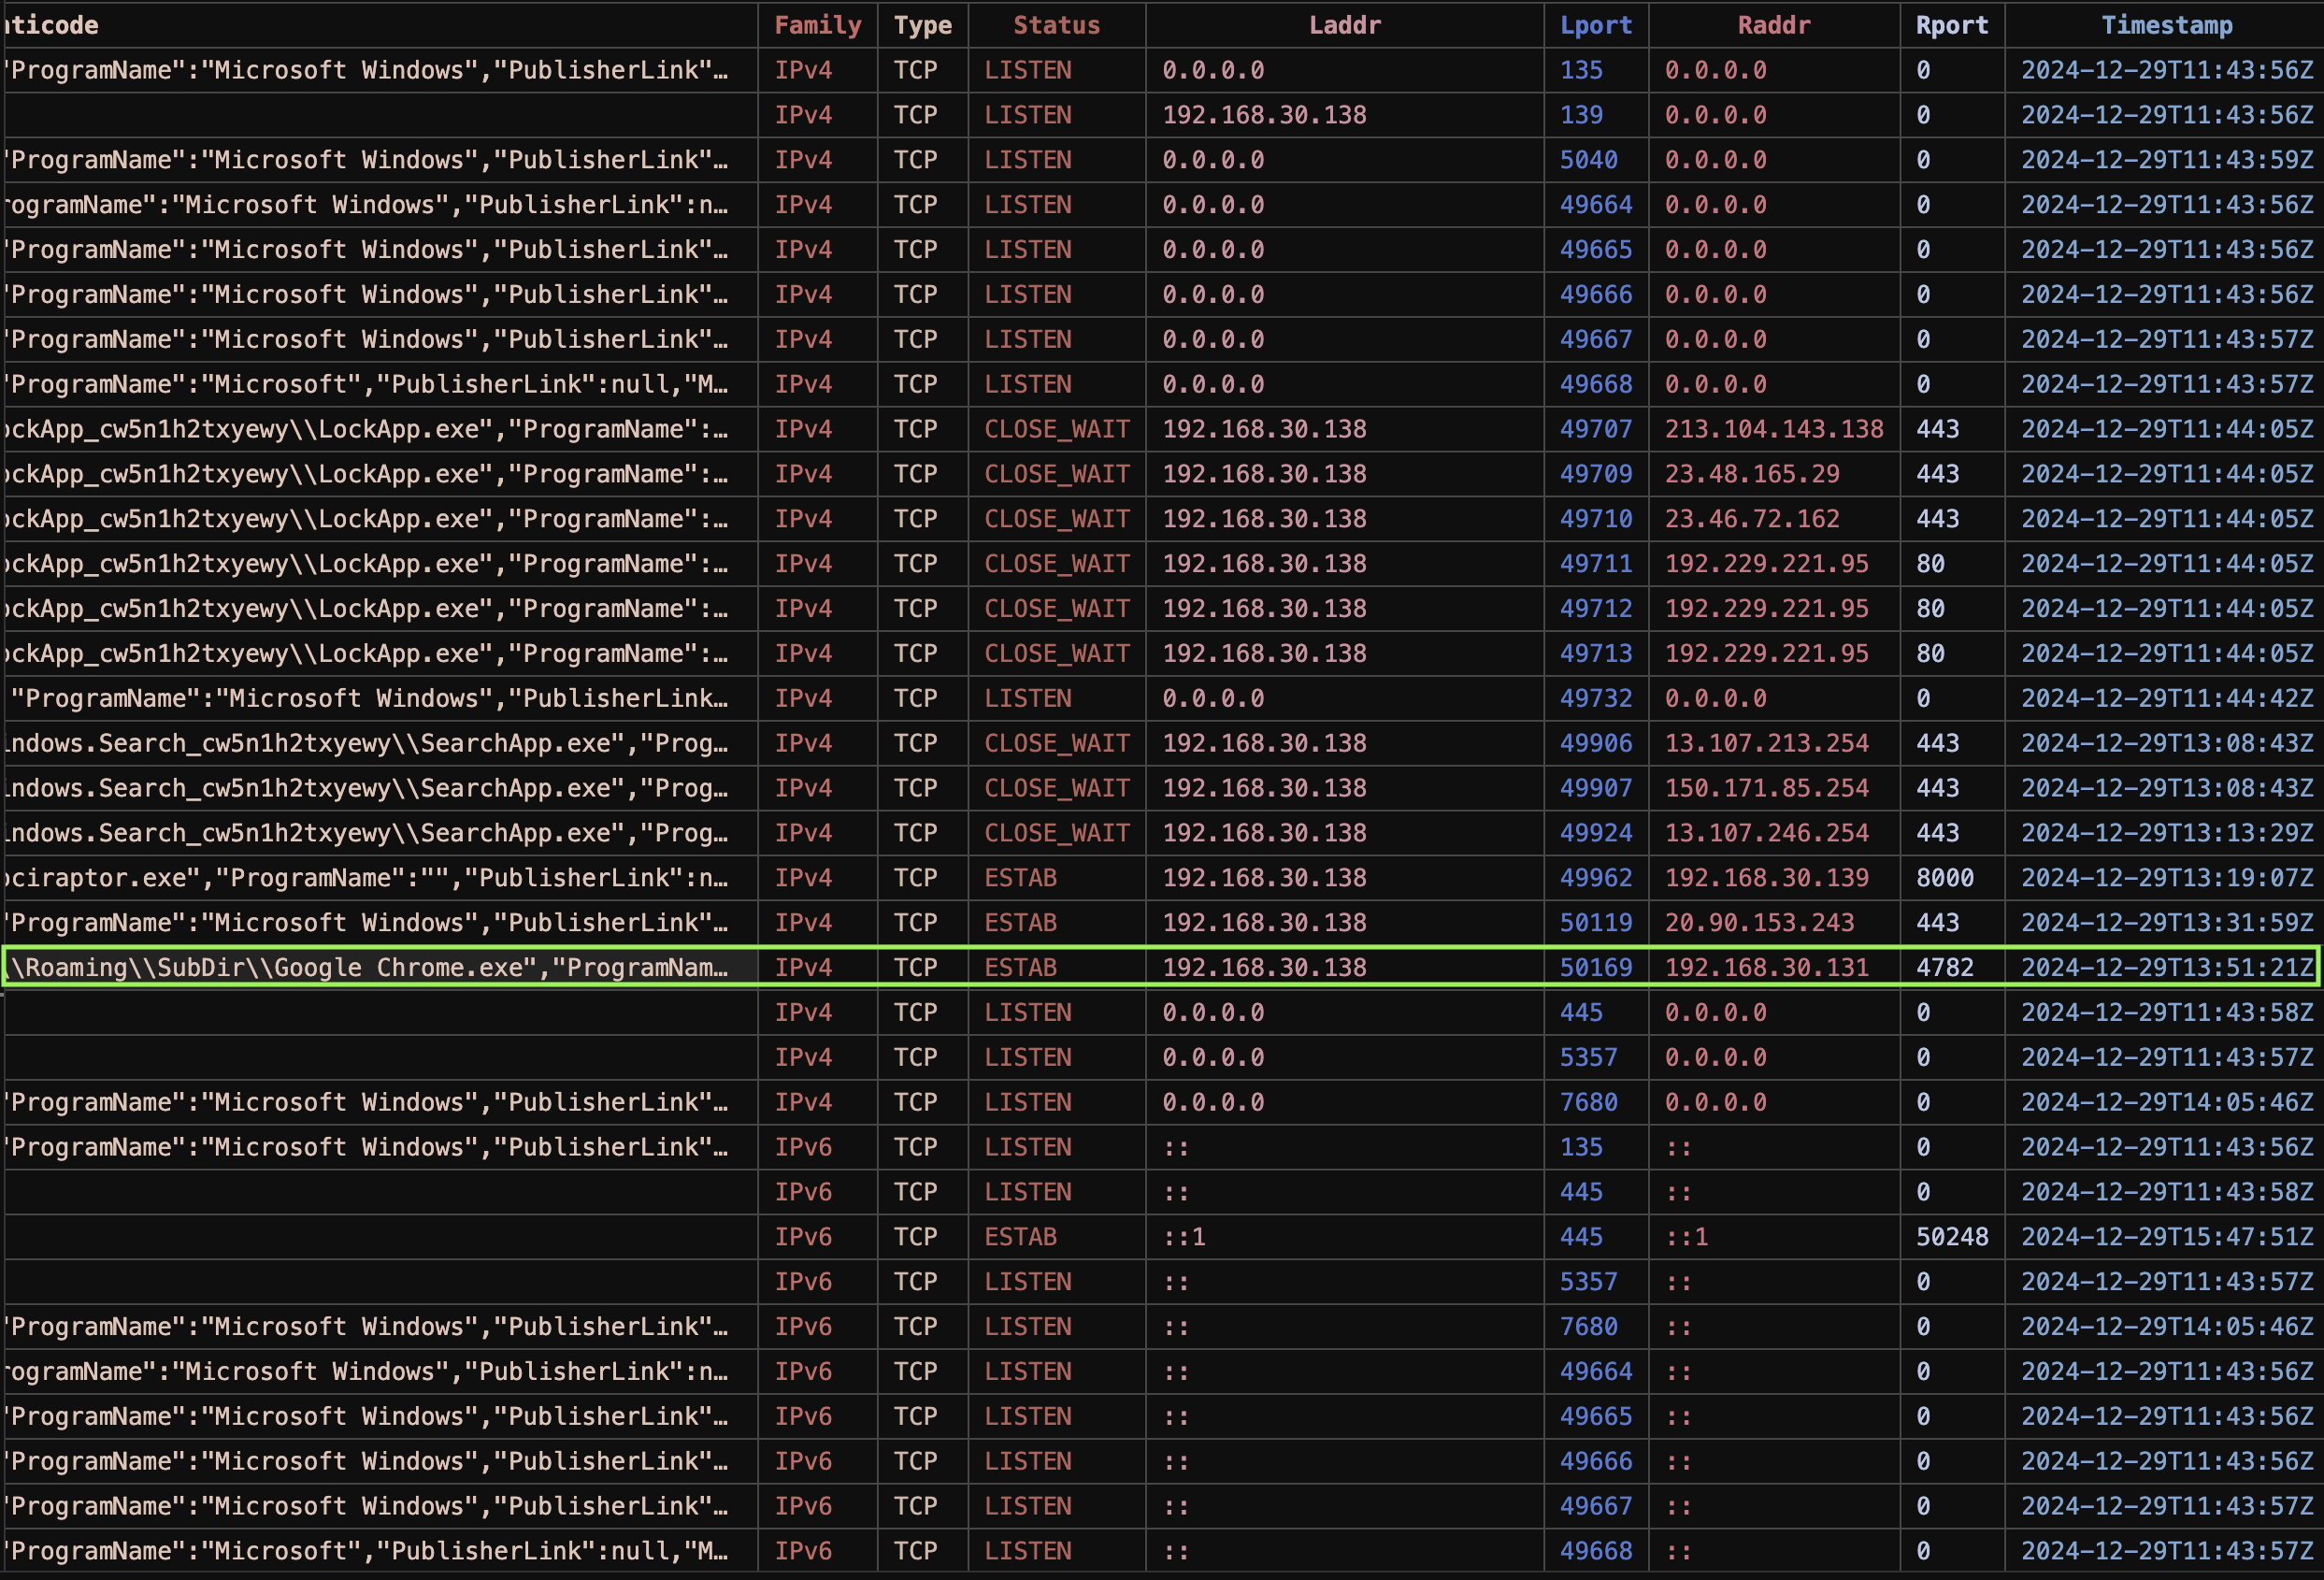 nticode Family Type Status Laddr Lport Raddr Rport Timestamp
"ProgramName":"Microsoft Windows","PublisherLink"… IPv4 TCP LISTEN 0.0.0.0 135 0.0.0.0 0 2024-12-29T11:43:56Z
IPv4 TCP LISTEN 192.168.30.138 139 0.0.0.0 0 2024-12-29T11:43:56Z
"ProgramName":"Microsoft Windows","PublisherLink"… IPv4 TCP LISTEN 0.0.0.0 5040 0.0.0.0 0 2024-12-29T11:43:59Z
rogramName":"Microsoft Windows","PublisherLink":n… IPv4 TCP LISTEN 0.0.0.0 49664 0.0.0.0 0 2024-12-29T11:43:56Z
"ProgramName":"Microsoft Windows","PublisherLink"… IPv4 TCP LISTEN 0.0.0.0 49665 0.0.0.0 0 2024-12-29T11:43:56Z
"ProgramName":"Microsoft Windows","PublisherLink"… IPv4 TCP LISTEN 0.0.0.0 49666 0.0.0.0 0 2024-12-29T11:43:56Z
"ProgramName":"Microsoft Windows","PublisherLink"… IPv4 TCP LISTEN 0.0.0.0 49667 0.0.0.0 0 2024-12-29T11:43:57Z
"ProgramName":"Microsoft","PublisherLink":null,"M… IPv4 TCP LISTEN 0.0.0.0 49668 0.0.0.0 0 2024-12-29T11:43:57Z
ockApp_cw5n1h2txyewy\\LockApp.exe","ProgramName":… IPv4 TCP CLOSE_WAIT 192.168.30.138 49707 213.104.143.138 443 2024-12-29T11:44:05Z
ockApp_cw5n1h2txyewy\\LockApp.exe","ProgramName":… IPv4 TCP CLOSE_WAIT 192.168.30.138 49709 23.48.165.29 443 2024-12-29T11:44:05Z
ockApp_cw5n1h2txyewy\\LockApp.exe","ProgramName":… IPv4 TCP CLOSE_WAIT 192.168.30.138 49710 23.46.72.162 443 2024-12-29T11:44:05Z
ockApp_cw5n1h2txyewy\\LockApp.exe","ProgramName":… IPv4 TCP CLOSE_WAIT 192.168.30.138 49711 192.229.221.95 80 2024-12-29T11:44:05Z
ockApp_cw5n1h2txyewy\\LockApp.exe","ProgramName":… IPv4 TCP CLOSE_WAIT 192.168.30.138 49712 192.229.221.95 80 2024-12-29T11:44:05Z
ockApp_cw5n1h2txyewy\\LockApp.exe","ProgramName":… IPv4 TCP CLOSE_WAIT 192.168.30.138 49713 192.229.221.95 80 2024-12-29T11:44:05Z
"ProgramName":"Microsoft Windows","PublisherLink… IPv4 TCP LISTEN 0.0.0.0 49732 0.0.0.0 0 2024-12-29T11:44:42Z
indows.Search_cw5n1h2txyewy\\SearchApp.exe","Prog… IPv4 TCP CLOSE_WAIT 192.168.30.138 49906 13.107.213.254 443 2024-12-29T13:08:43Z
indows.Search_cw5n1h2txyewy\\SearchApp.exe","Prog… IPv4 TCP CLOSE_WAIT 192.168.30.138 49907 150.171.85.254 443 2024-12-29T13:08:43Z
indows.Search_cw5n1h2txyewy\\SearchApp.exe","Prog… IPv4 TCP CLOSE_WAIT 192.168.30.138 49924 13.107.246.254 443 2024-12-29T13:13:29Z
ociraptor.exe","ProgramName":"","PublisherLink":n… IPv4 TCP ESTAB 192.168.30.138 49962 192.168.30.139 8000 2024-12-29T13:19:07Z
"ProgramName":"Microsoft Windows","PublisherLink"… IPv4 TCP ESTAB 192.168.30.138 50119 20.90.153.243 443 2024-12-29T13:31:59Z
\\Roaming\\SubDir\\Google Chrome.exe","ProgramNam… IPv4 TCP ESTAB 192.168.30.138 50169 192.168.30.131 4782 2024-12-29T13:51:21Z
IPv4 TCP LISTEN 0.0.0.0 445 0.0.0.0 0 2024-12-29T11:43:58Z
IPv4 TCP LISTEN 0.0.0.0 5357 0.0.0.0 0 2024-12-29T11:43:57Z
"ProgramName":"Microsoft Windows","PublisherLink"… IPv4 TCP LISTEN 0.0.0.0 7680 0.0.0.0 0 2024-12-29T14:05:46Z
"ProgramName":"Microsoft Windows","PublisherLink"… IPv6 TCP LISTEN :: 135 :: 0 2024-12-29T11:43:56Z
IPv6 TCP LISTEN :: 445 :: 0 2024-12-29T11:43:58Z
IPv6 TCP ESTAB ::1 445 ::1 50248 2024-12-29T15:47:51Z
IPv6 TCP LISTEN :: 5357 :: 0 2024-12-29T11:43:57Z
"ProgramName":"Microsoft Windows","PublisherLink"… IPv6 TCP LISTEN :: 7680 :: 0 2024-12-29T14:05:46Z
rogramName":"Microsoft Windows","PublisherLink":n… IPv6 TCP LISTEN :: 49664 :: 0 2024-12-29T11:43:56Z
"ProgramName":"Microsoft Windows","PublisherLink"… IPv6 TCP LISTEN :: 49665 :: 0 2024-12-29T11:43:56Z
"ProgramName":"Microsoft Windows","PublisherLink"… IPv6 TCP LISTEN :: 49666 :: 0 2024-12-29T11:43:56Z
"ProgramName":"Microsoft Windows","PublisherLink"… IPv6 TCP LISTEN :: 49667 :: 0 2024-12-29T11:43:57Z
"ProgramName":"Microsoft","PublisherLink":null,"M… IPv6 TCP LISTEN :: 49668 :: 0 2024-12-29T11:43:57Z